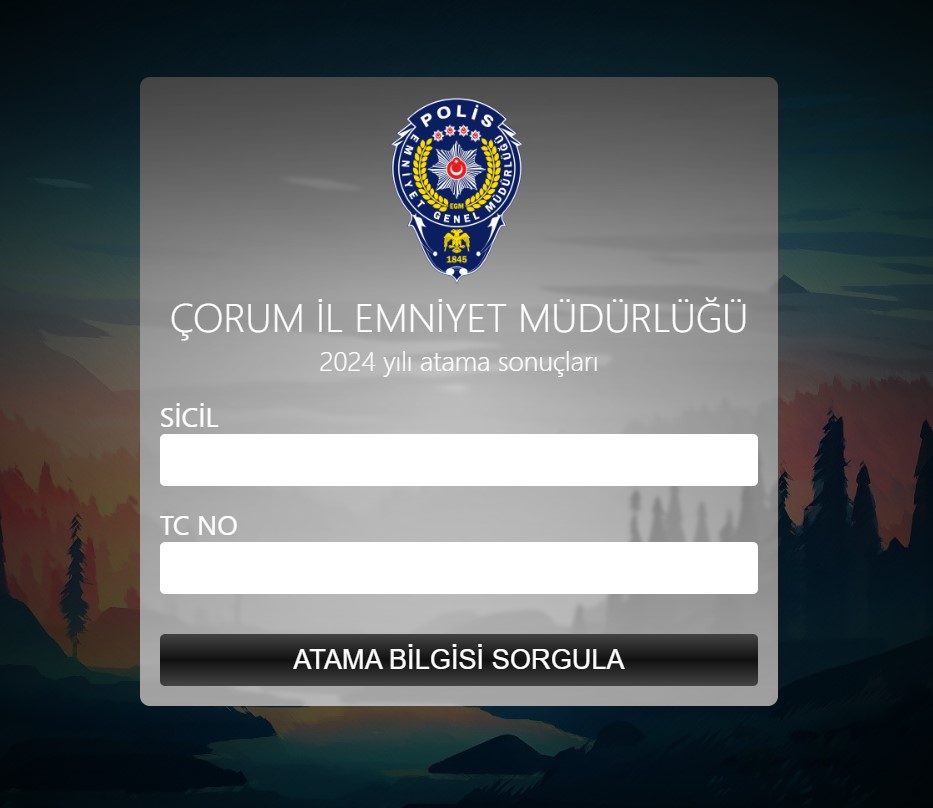 POLİS
EMNİYET GENEL MÜDÜRLÜĞÜ
EGM
1845
ÇORUM İL EMNİYET MÜDÜRLÜĞÜ
2024 yılı atama sonuçları
SİCİL
TC NO
ATAMA BİLGİSİ SORGULA